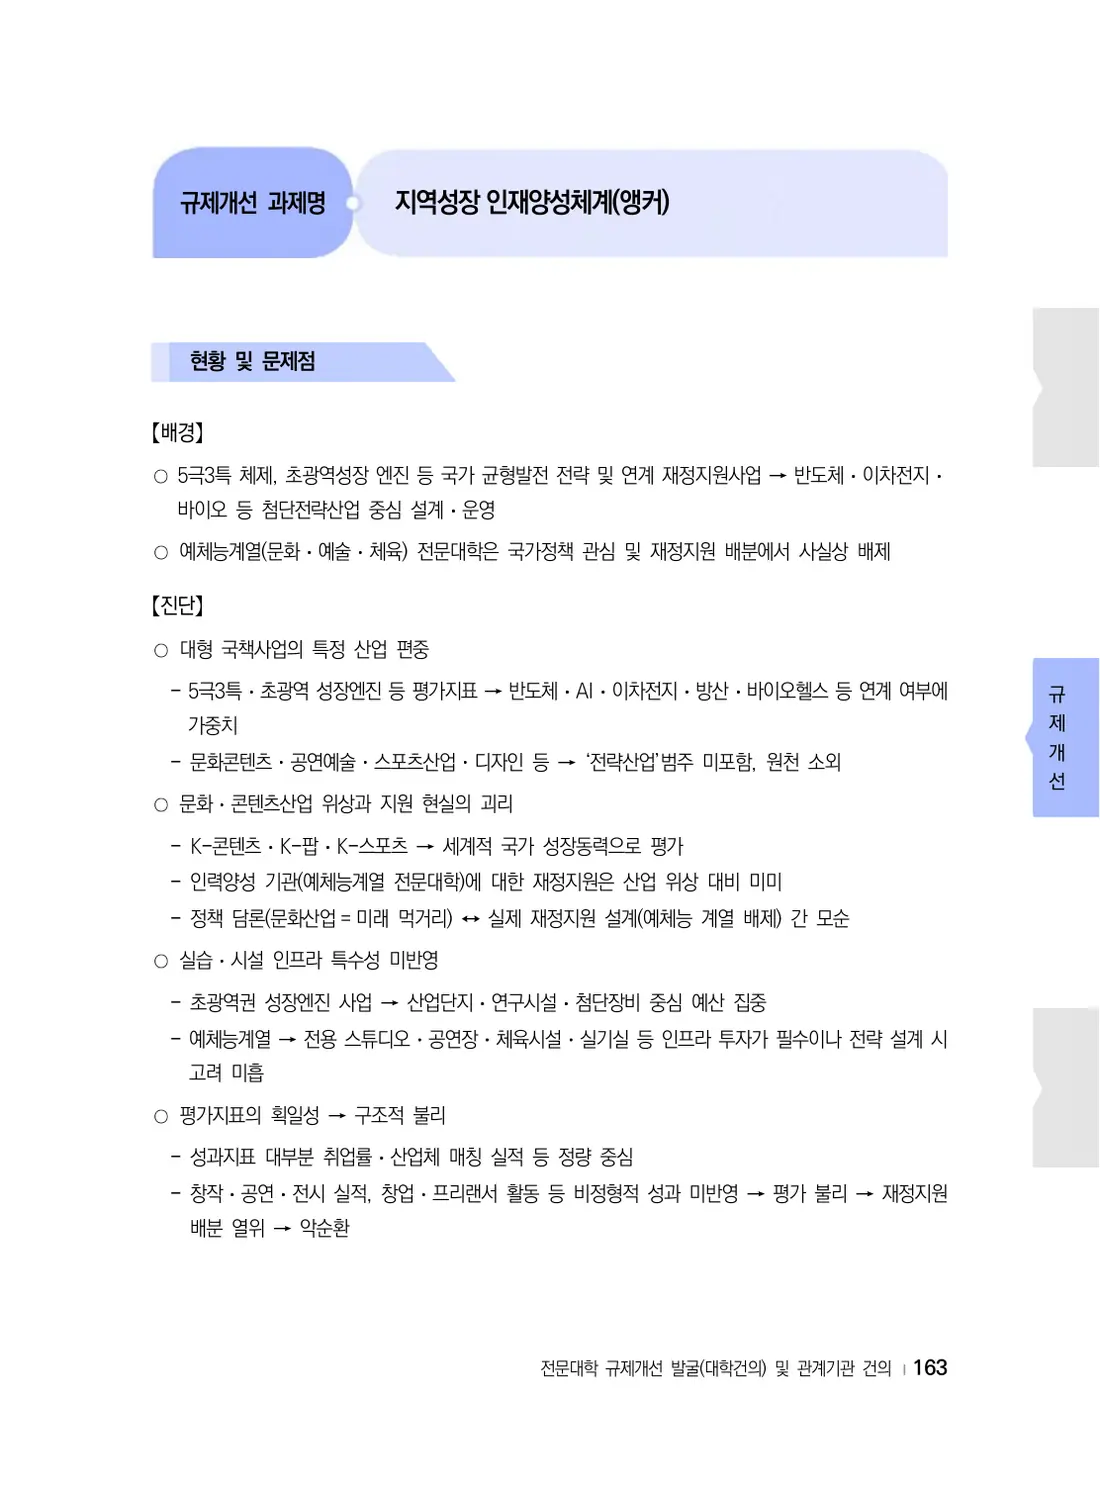 규제개선 과제명
지역성장 인재양성체계(앵커)
현황 및 문제점
【배경】
○ 5극3특 체제, 초광역성장 엔진 등 국가 균형발전 전략 및 연계 재정지원사업 → 반도체·이차전지·
바이오 등 첨단전략산업 중심 설계·운영
○ 예체능계열(문화·예술·체육) 전문대학은 국가정책 관심 및 재정지원 배분에서 사실상 배제
【진단】
○ 대형 국책사업의 특정 산업 편중
- 5극3특·초광역 성장엔진 등 평가지표 → 반도체·AI·이차전지·방산·바이오헬스 등 연계 여부에
가중치
- 문화콘텐츠·공연예술·스포츠산업·디자인 등 → ‘전략산업’범주 미포함, 원천 소외
○ 문화·콘텐츠산업 위상과 지원 현실의 괴리
- K-콘텐츠·K-팝·K-스포츠 → 세계적 국가 성장동력으로 평가
- 인력양성 기관(예체능계열 전문대학)에 대한 재정지원은 산업 위상 대비 미미
- 정책 담론(문화산업=미래 먹거리) ↔ 실제 재정지원 설계(예체능 계열 배제) 간 모순
○ 실습·시설 인프라 특수성 미반영
- 초광역권 성장엔진 사업 → 산업단지·연구시설·첨단장비 중심 예산 집중
- 예체능계열 → 전용 스튜디오·공연장·체육시설·실기실 등 인프라 투자가 필수이나 전략 설계 시
고려 미흡
○ 평가지표의 획일성 → 구조적 불리
- 성과지표 대부분 취업률·산업체 매칭 실적 등 정량 중심
- 창작·공연·전시 실적, 창업·프리랜서 활동 등 비정형적 성과 미반영 → 평가 불리 → 재정지원
배분 열위 → 악순환
규
제
개
선
전문대학 규제개선 발굴(대학건의) 및 관계기관 건의 | 163